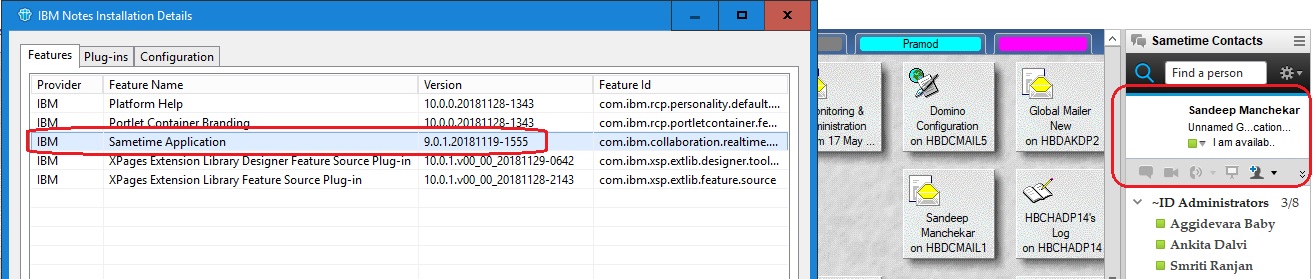 IBM Notes Installation Details
Features Plug-ins Configuration
Provider Feature Name Version Feature Id
IBM Platform Help 10.0.0.20181128-1343 com.ibm.rcp.personality.default....
IBM Portlet Container Branding 10.0.0.20181128-1343 com.ibm.rcp.portletcontainer.fe...
IBM Sametime Application 9.0.1.20181119-1555 com.ibm.collaboration.realtime....
IBM XPages Extension Library Designer Feature Source Plug-in 10.0.1.v00_00_20181129-0642 com.ibm.xsp.extlib.designer.tool...
IBM XPages Extension Library Feature Source Plug-in 10.0.1.v00_00_20181128-2143 com.ibm.xsp.extlib.feature.source
Pramod
onitoring &
ministration
m 17 May ...
Domino
Configuration
on HBDCMAIL5
Global Mailer
New
on HBDAKDP2
Sandeep
Manchekar
on HBDCMAIL1
HBCHADP14's
Log
on HBCHADP14
Sametime Contacts
Find a person
Sandeep Manchekar
Unnamed G...cation...
I am availab..
~ID Administrators 3/8
Aggidevara Baby
Ankita Dalvi
Smriti Ranjan